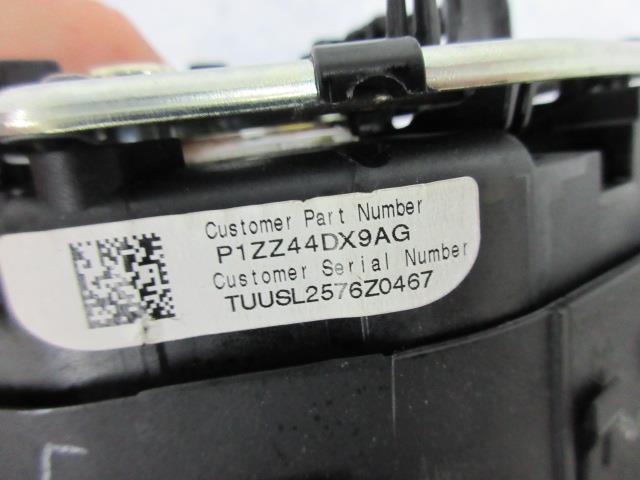 Customer Part Number
P1ZZ44DX9AG
Customer Serial Number
TUUSL2576Z0467